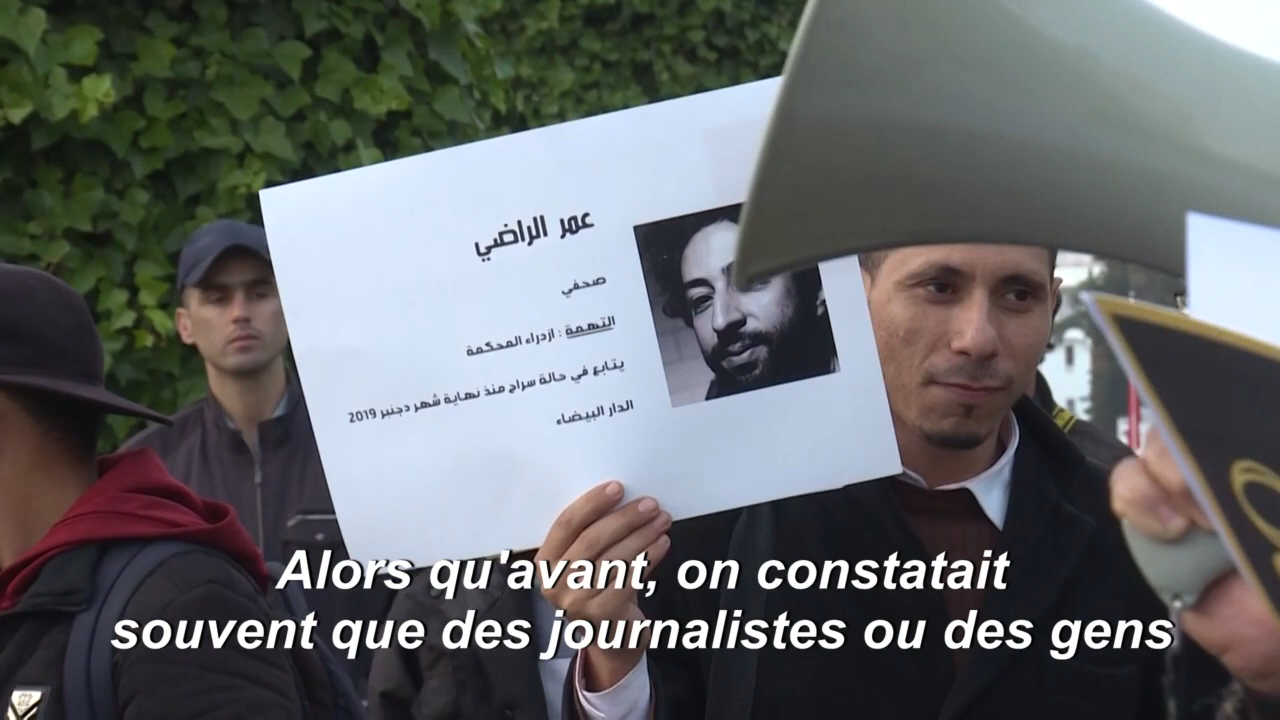 عمر الراضي
صحفي
التهمة : ازدراء المحكمة
يتابع في حالة سراح منذ نهاية شهر دجنبر 2019
الدار البيضاء
Alors qu'avant, on constatait
souvent que des journalistes ou des gens